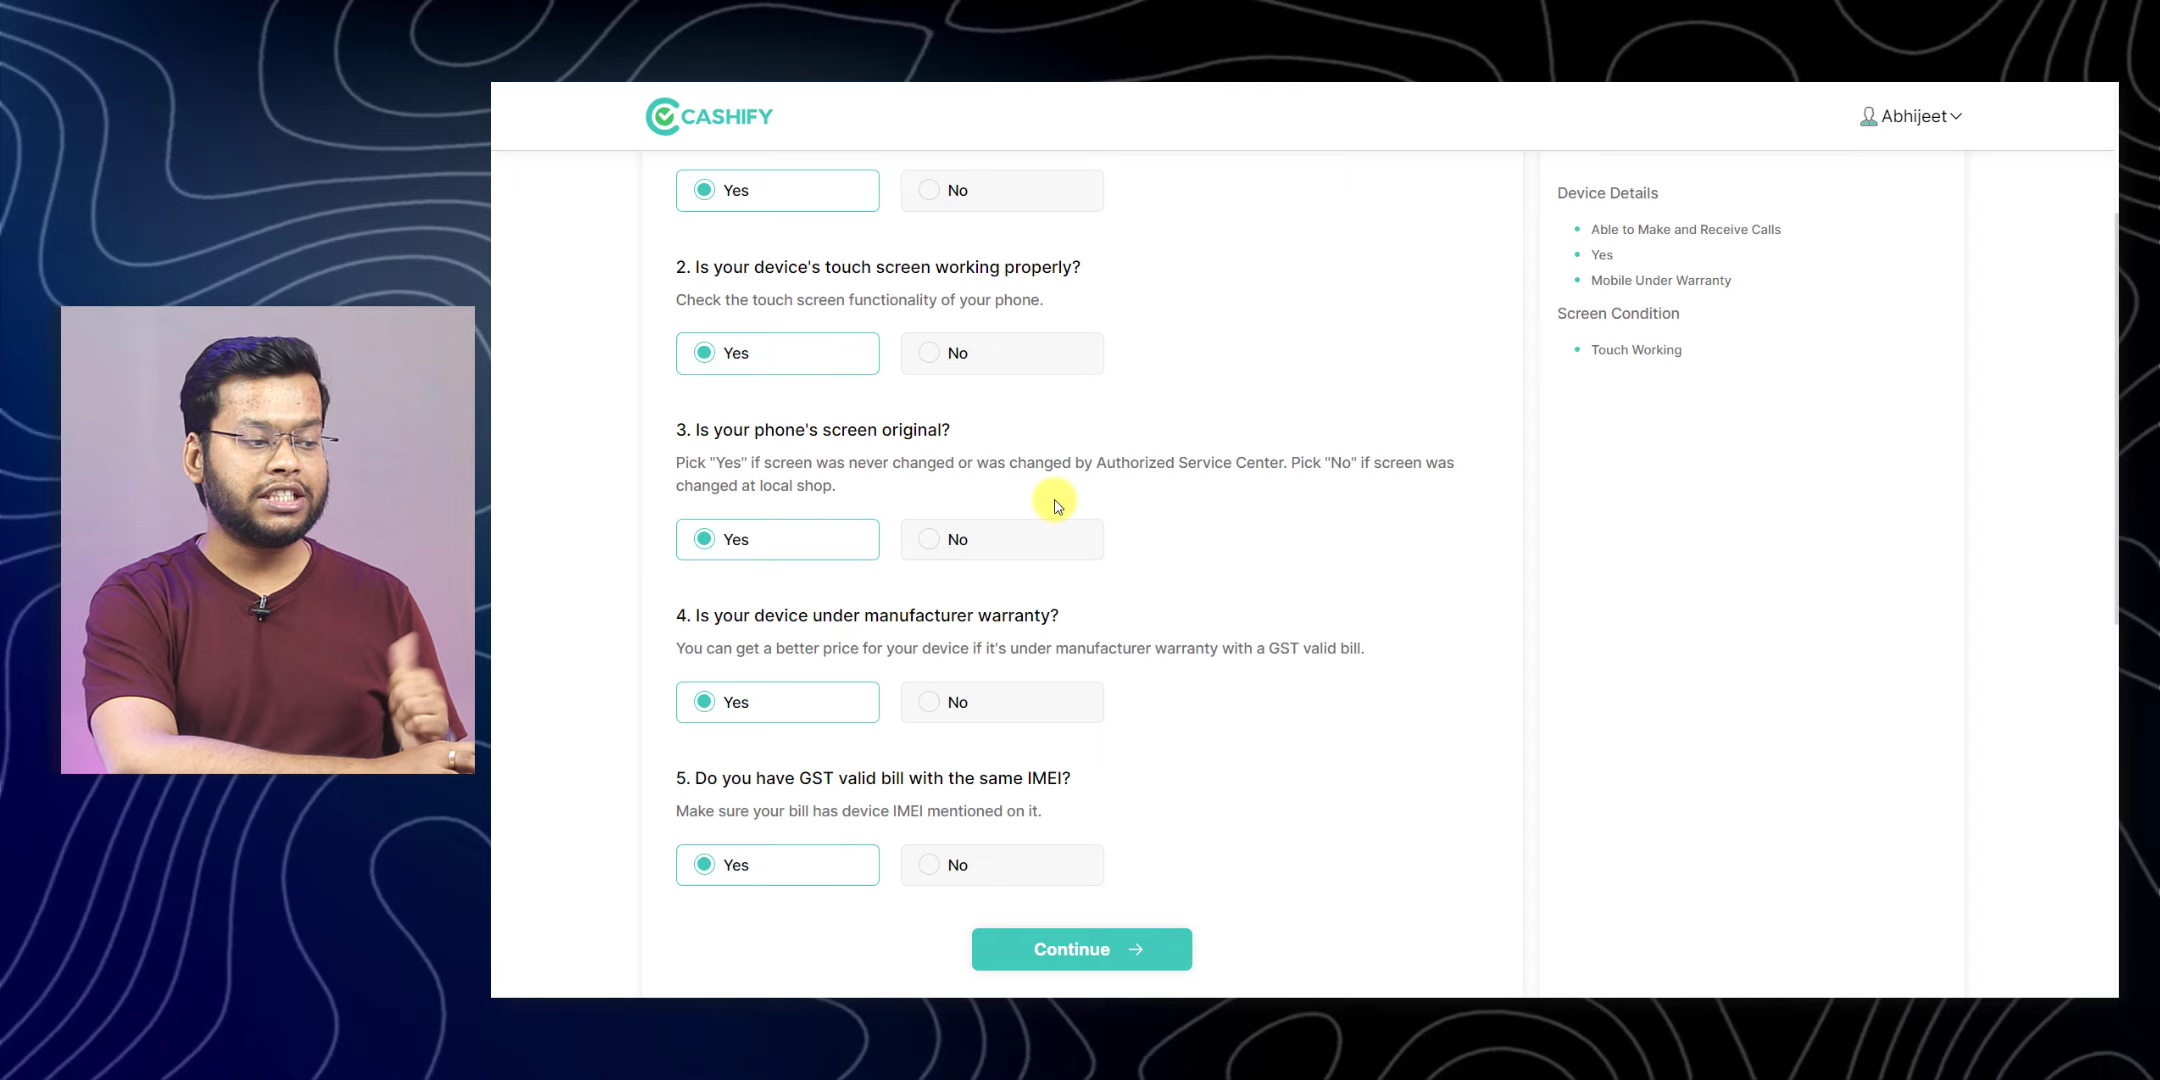 CASHIFY
Abhijeet
Yes
No
2. Is your device's touch screen working properly?
Check the touch screen functionality of your phone.
Yes
No
3. Is your phone's screen original?
Pick "Yes" if screen was never changed or was changed by Authorized Service Center. Pick "No" if screen was
changed at local shop.
Yes
No
4. Is your device under manufacturer warranty?
You can get a better price for your device if it's under manufacturer warranty with a GST valid bill.
Yes
No
5. Do you have GST valid bill with the same IMEI?
Make sure your bill has device IMEI mentioned on it.
Yes
No
Continue
Device Details
Able to Make and Receive Calls
Yes
Mobile Under Warranty
Screen Condition
Touch Working